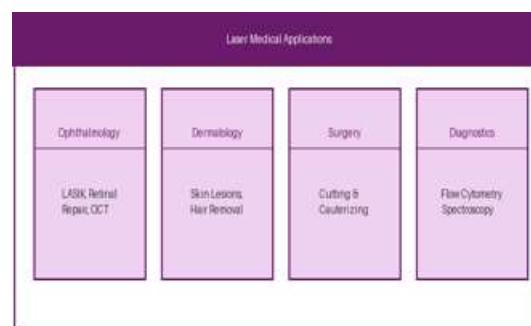 Laser Medical Applications
Ophthalmology
LASIK, Retinal
Repair, OCT
Dermatology
Skin Lesions,
Hair Removal
Surgery
Cutting &
Cauterizing
Diagnostics
Flow Cytometry
Spectroscopy